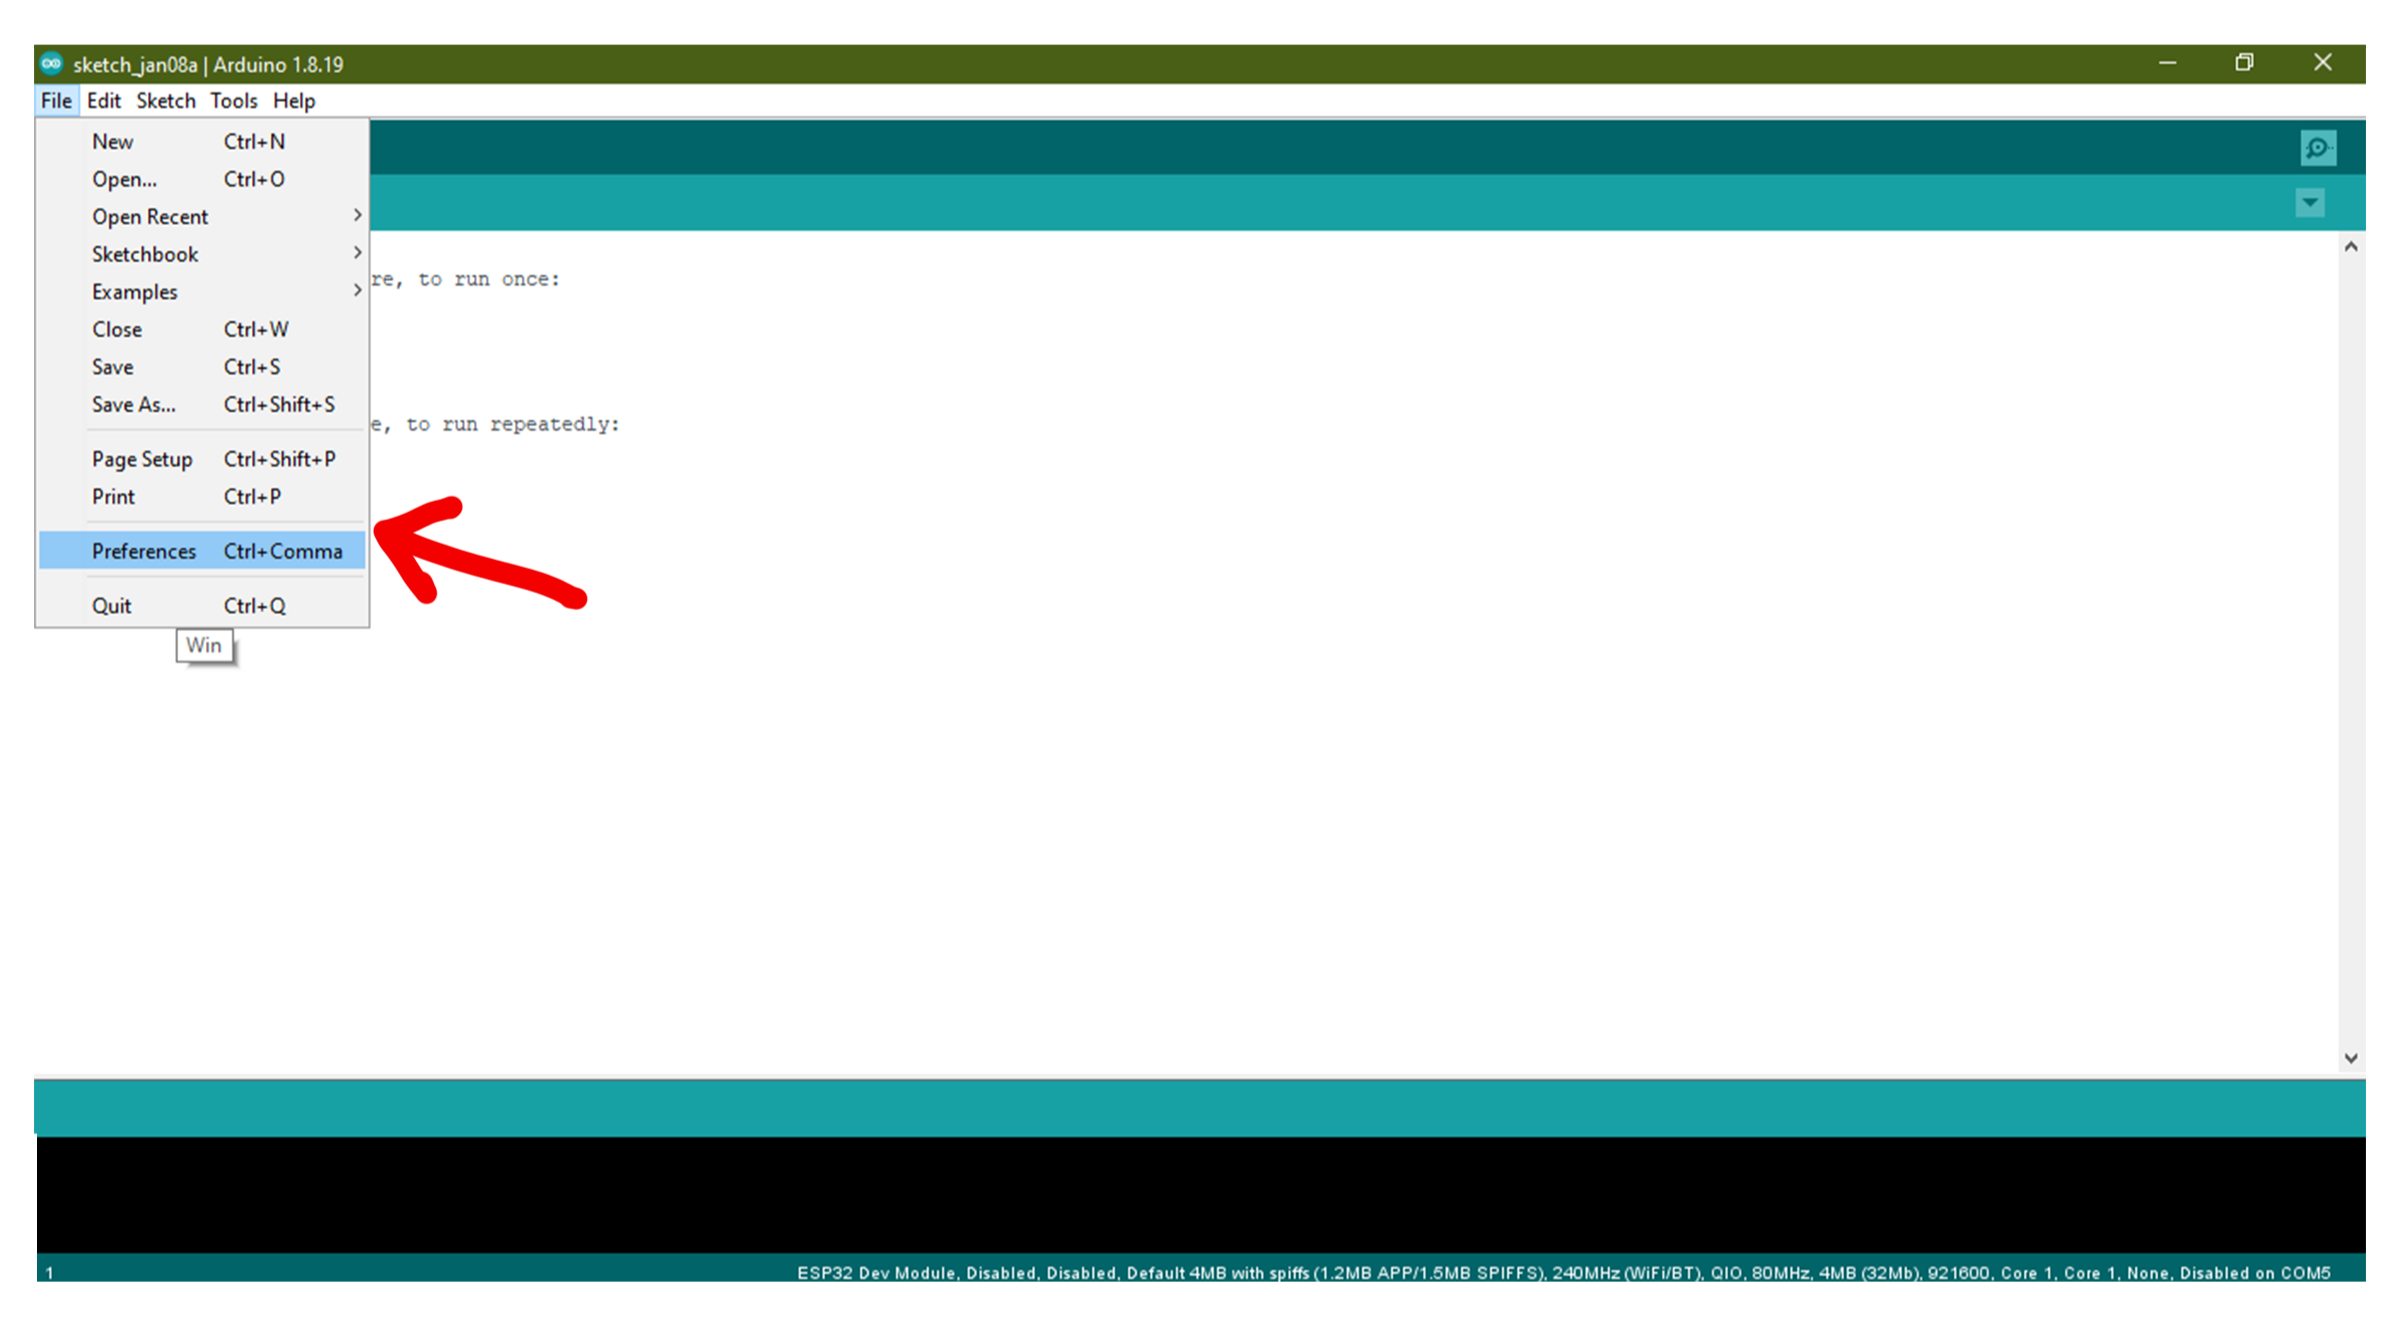 sketch_jan08a | Arduino 1.8.19
File Edit Sketch Tools Help
New Ctrl+N
Open... Ctrl+O
Open Recent
Sketchbook
Examples
re, to run once:
Close Ctrl+W
Save Ctrl+S
Save As... Ctrl+Shift+S
e, to run repeatedly:
Page Setup Ctrl+Shift+P
Print Ctrl+P
Preferences Ctrl+Comma
Quit Ctrl+Q
Win
1 ESP32 Dev Module, Disabled, Disabled, Default 4MB with spiffs (1.2MB APP/1.5MB SPIFFS), 240MHz (WiFi/BT), QIO, 80MHz, 4MB (32Mb), 921600, Core 1, Core 1, None, Disabled on COM5